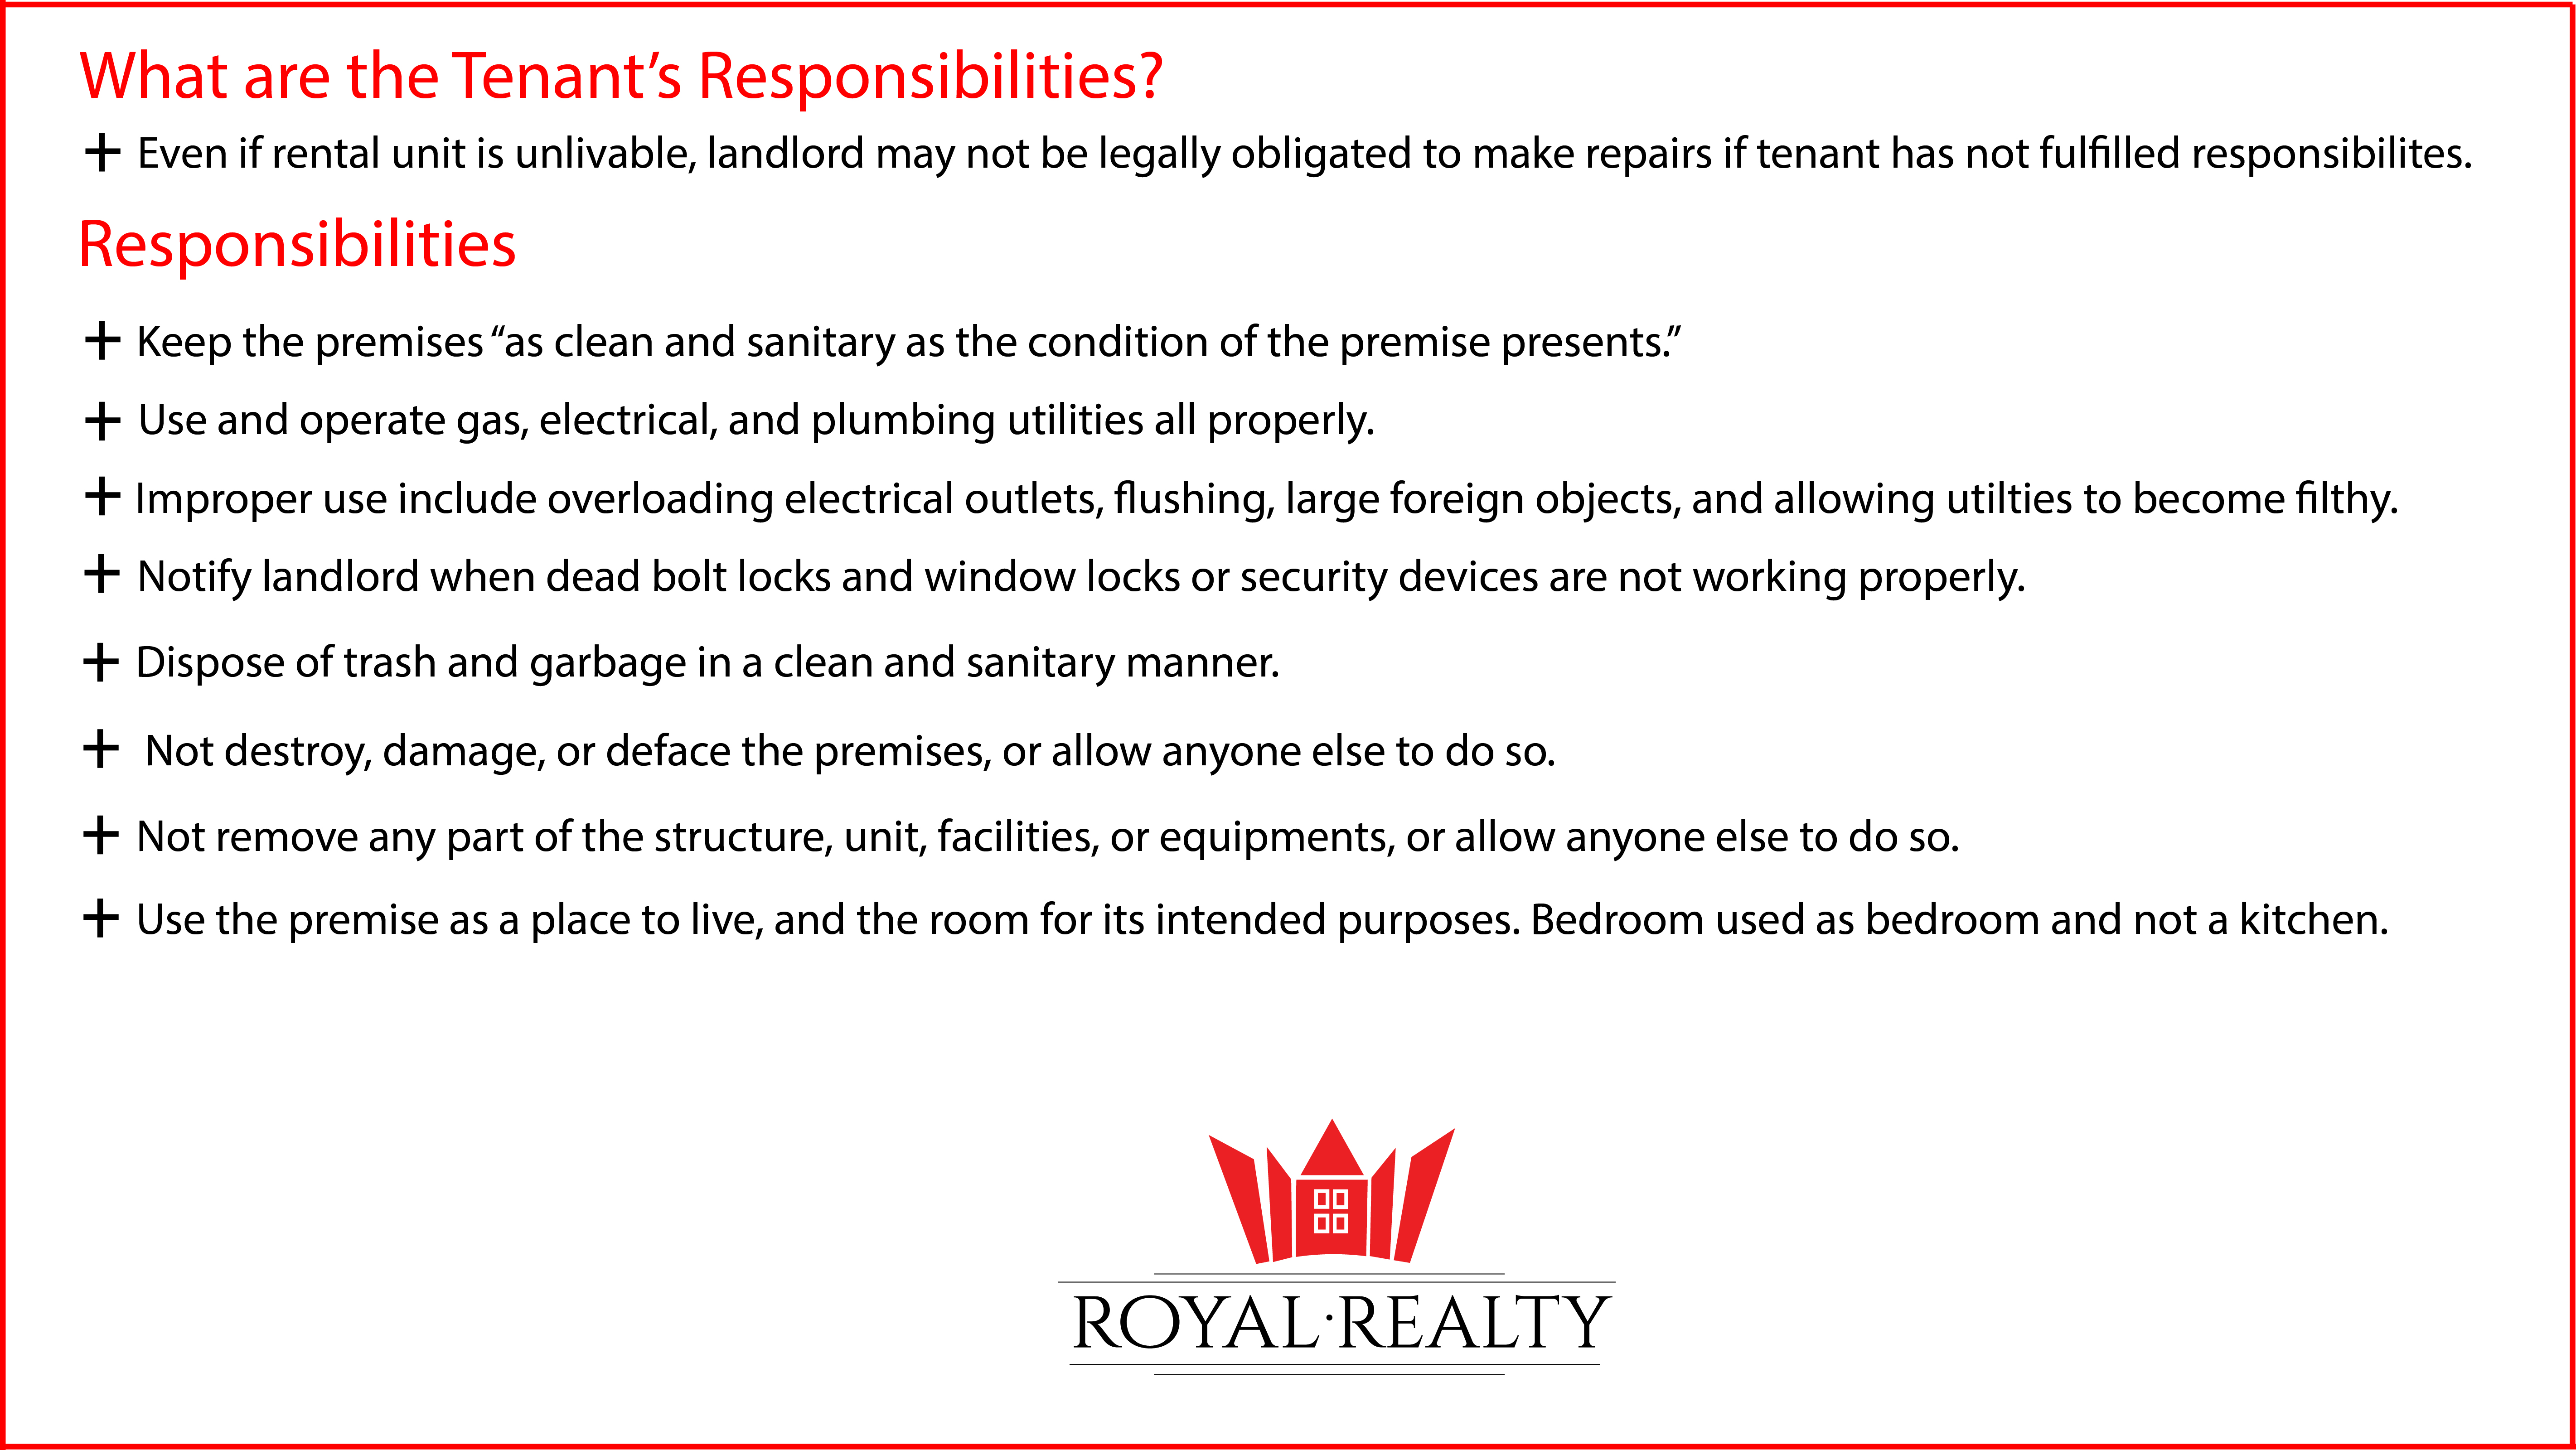 What are the Tenant’s Responsibilities?
+ Even if rental unit is unlivable, landlord may not be legally obligated to make repairs if tenant has not fulfilled responsibilites.
Responsibilities
+ Keep the premises “as clean and sanitary as the condition of the premise presents.”
+ Use and operate gas, electrical, and plumbing utilities all properly.
+ Improper use include overloading electrical outlets, flushing, large foreign objects, and allowing utilties to become filthy.
+ Notify landlord when dead bolt locks and window locks or security devices are not working properly.
+ Dispose of trash and garbage in a clean and sanitary manner.
+ Not destroy, damage, or deface the premises, or allow anyone else to do so.
+ Not remove any part of the structure, unit, facilities, or equipments, or allow anyone else to do so.
+ Use the premise as a place to live, and the room for its intended purposes. Bedroom used as bedroom and not a kitchen.
ROYAL·REALTY